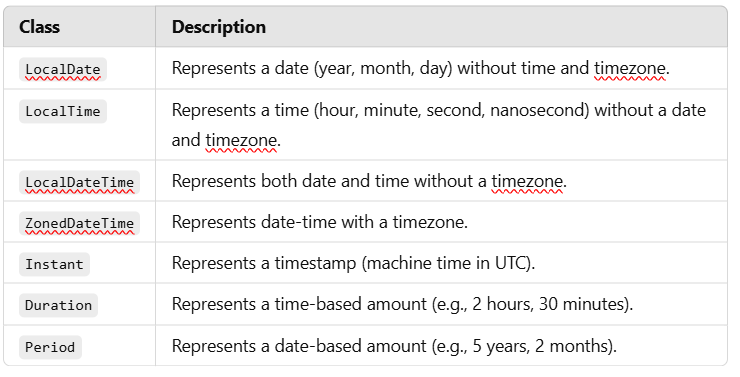 Class Description
LocalDate Represents a date (year, month, day) without time and timezone.
LocalTime Represents a time (hour, minute, second, nanosecond) without a date
and timezone.
LocalDateTime Represents both date and time without a timezone.
ZonedDateTime Represents date-time with a timezone.
Instant Represents a timestamp (machine time in UTC).
Duration Represents a time-based amount (e.g., 2 hours, 30 minutes).
Period Represents a date-based amount (e.g., 5 years, 2 months).